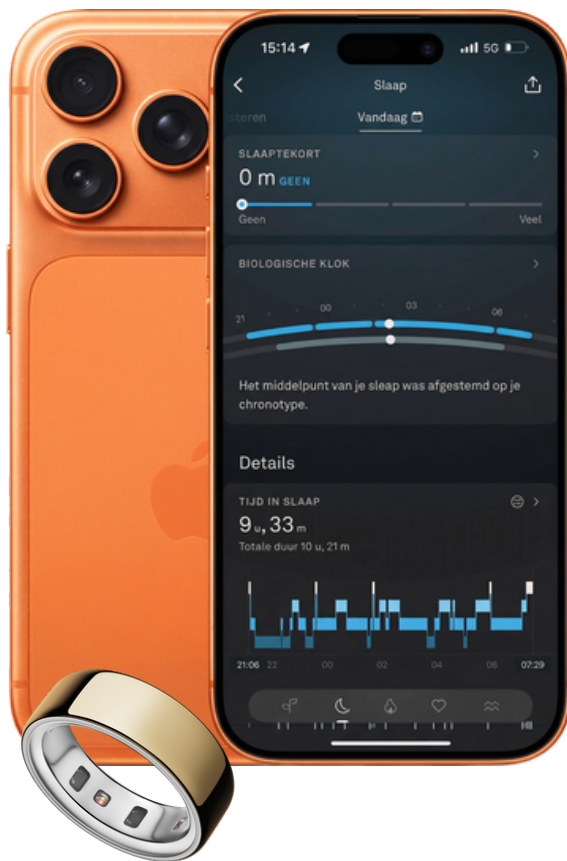 15:14
5G
Slaap
steren
Vandaag
SLAAPTEKORT
0 m GEEN
Geen
Veel
BIOLOGISCHE KLOK
21 00 03 06
Het middelpunt van je sleap was afgestemd op je
chronotype.
Details
TIJD IN SLAAP
9 u, 33 m
Totale duur 10 u, 21 m
21:06 22 00 02 04 06 07:29